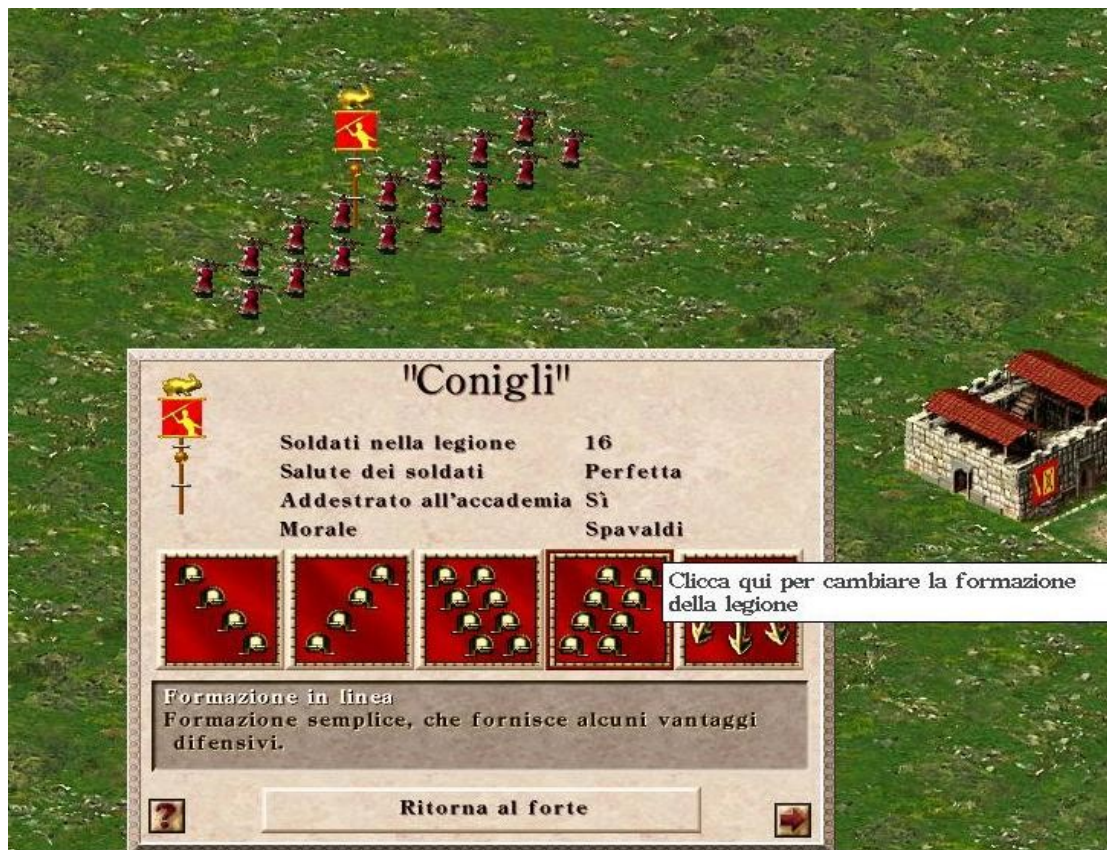 "Conigli"
Soldati nella legione 16
Salute dei soldati Perfetta
Addestrato all'accademia Sì
Morale Spavaldi
Clicca qui per cambiare la formazione
della legione
Formazione in linea
Formazione semplice, che fornisce alcuni vantaggi
difensivi.
? Ritorna al forte